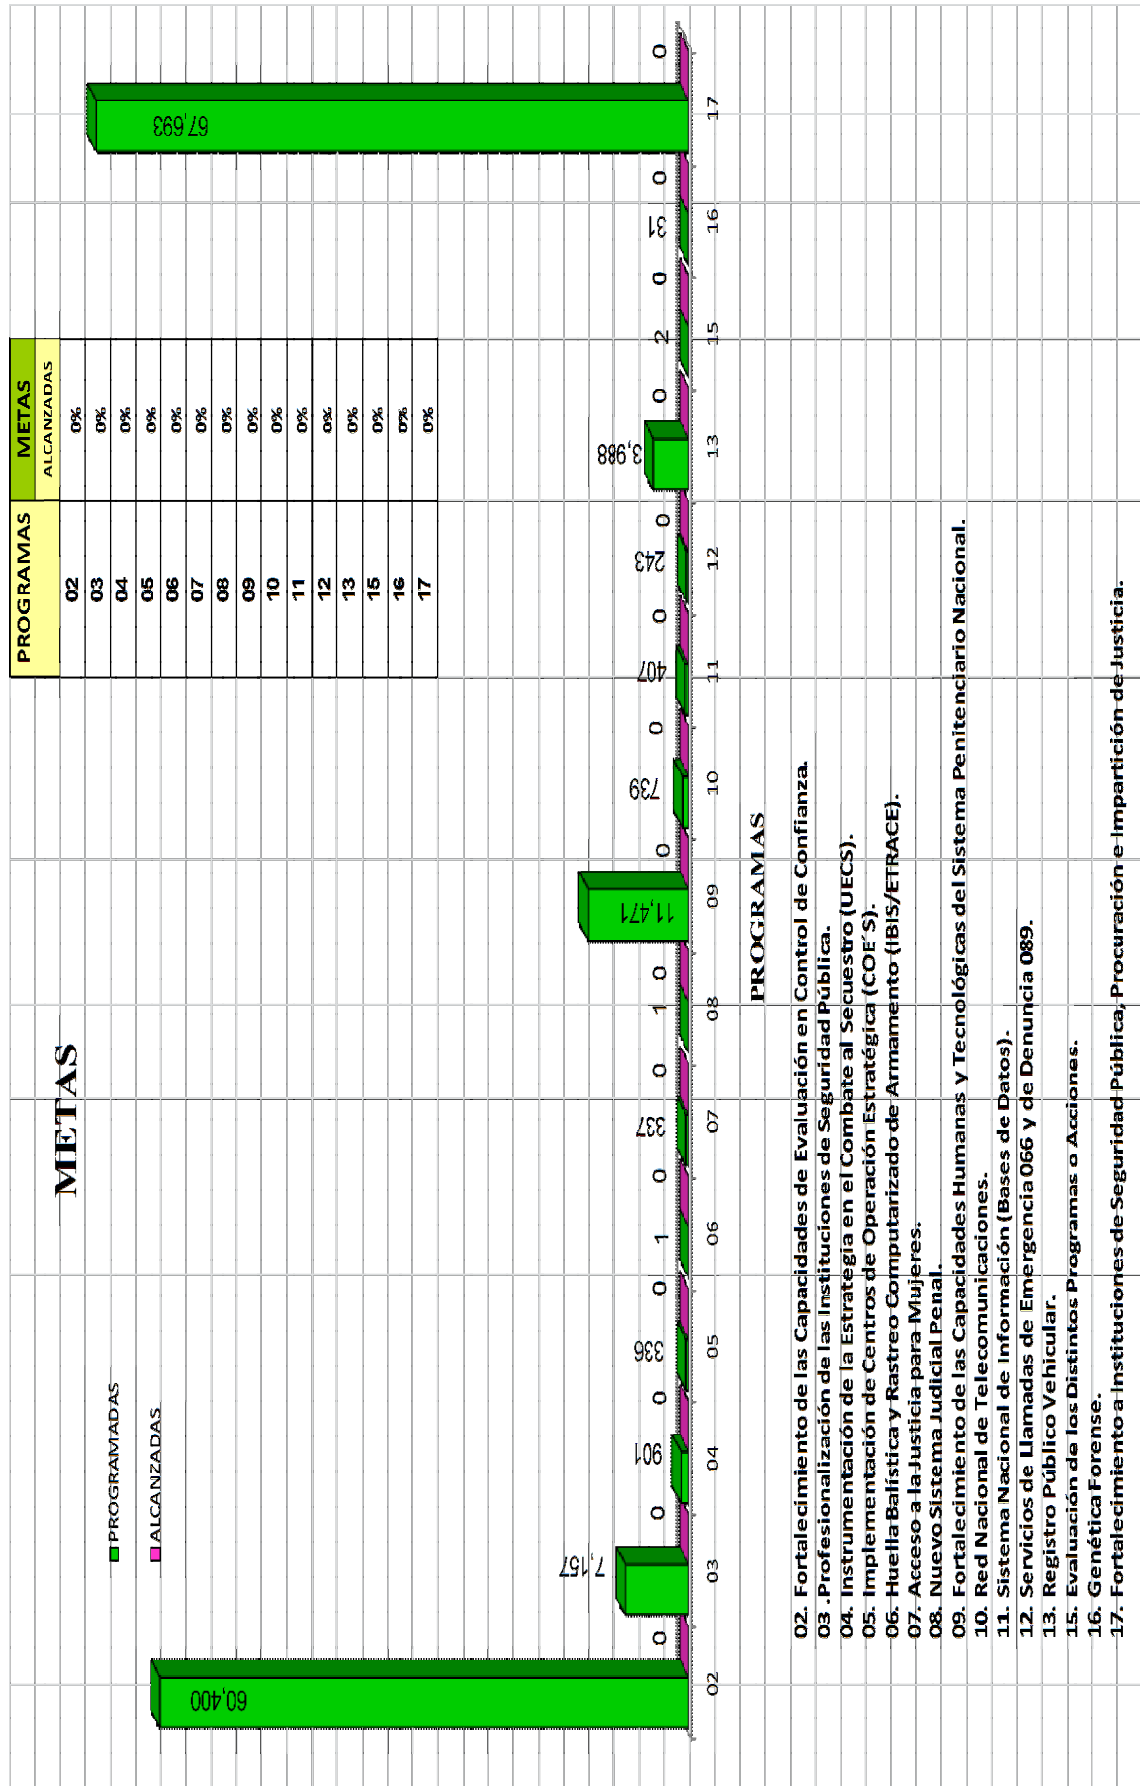 METAS
PROGRAMADAS
ALCANZADAS
PROGRAMAS METAS
ALCANZADAS
02 0%
03 0%
04 0%
05 0%
06 0%
07 0%
08 0%
09 0%
10 0%
11 0%
12 0%
13 0%
15 0%
16 0%
17 0%
60,400 0 7,157 0 901 0 336 0 1 0 337 0 1 0 11,471 0 739 0 407 0 243 0 3,988 0 2 0 31 0 67,693 0
02 03 04 05 06 07 08 09 10 11 12 13 15 16 17
PROGRAMAS
02. Fortalecimiento de las Capacidades de Evaluación en Control de Confianza.
03 .Profesionalización de las Instituciones de Seguridad Pública.
04. Instrumentación de la Estrategia en el Combate al Secuestro (UECS).
05. Implementación de Centros de Operación Estratégica (COE´S).
06. Huella Balística y Rastreo Computarizado de Armamento (IBIS/ETRACE).
07. Acceso a la Justicia para Mujeres.
08. Nuevo Sistema Judicial Penal.
09. Fortalecimiento de las Capacidades Humanas y Tecnológicas del Sistema Penitenciario Nacional.
10. Red Nacional de Telecomunicaciones.
11. Sistema Nacional de Información (Bases de Datos).
12. Servicios de Llamadas de Emergencia 066 y de Denuncia 089.
13. Registro Público Vehicular.
15. Evaluación de los Distintos Programas o Acciones.
16. Genética Forense.
17. Fortalecimiento a Instituciones de Seguridad Pública, Procuración e Impartición de Justicia.